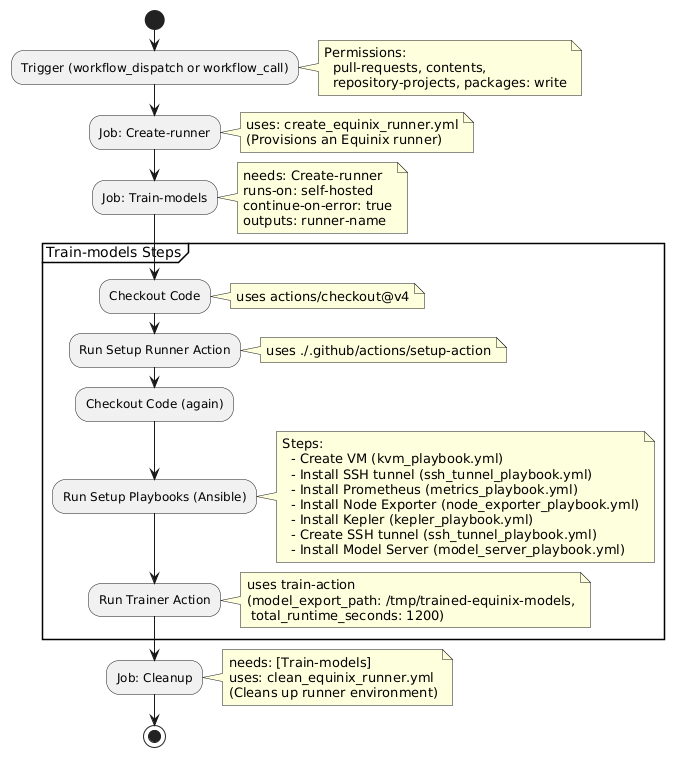 Trigger (workflow_dispatch or workflow_call)
Permissions:
pull-requests, contents,
repository-projects, packages: write
Job: Create-runner
uses: create_equinix_runner.yml
(Provisions an Equinix runner)
Job: Train-models
needs: Create-runner
runs-on: self-hosted
continue-on-error: true
outputs: runner-name
Train-models Steps
Checkout Code
uses actions/checkout@v4
Run Setup Runner Action
uses ./.github/actions/setup-action
Checkout Code (again)
Run Setup Playbooks (Ansible)
Steps:
- Create VM (kvm_playbook.yml)
- Install SSH tunnel (ssh_tunnel_playbook.yml)
- Install Prometheus (metrics_playbook.yml)
- Install Node Exporter (node_exporter_playbook.yml)
- Install Kepler (kepler_playbook.yml)
- Create SSH tunnel (ssh_tunnel_playbook.yml)
- Install Model Server (model_server_playbook.yml)
Run Trainer Action
uses train-action
(model_export_path: /tmp/trained-equinix-models,
total_runtime_seconds: 1200)
Job: Cleanup
needs: [Train-models]
uses: clean_equinix_runner.yml
(Cleans up runner environment)